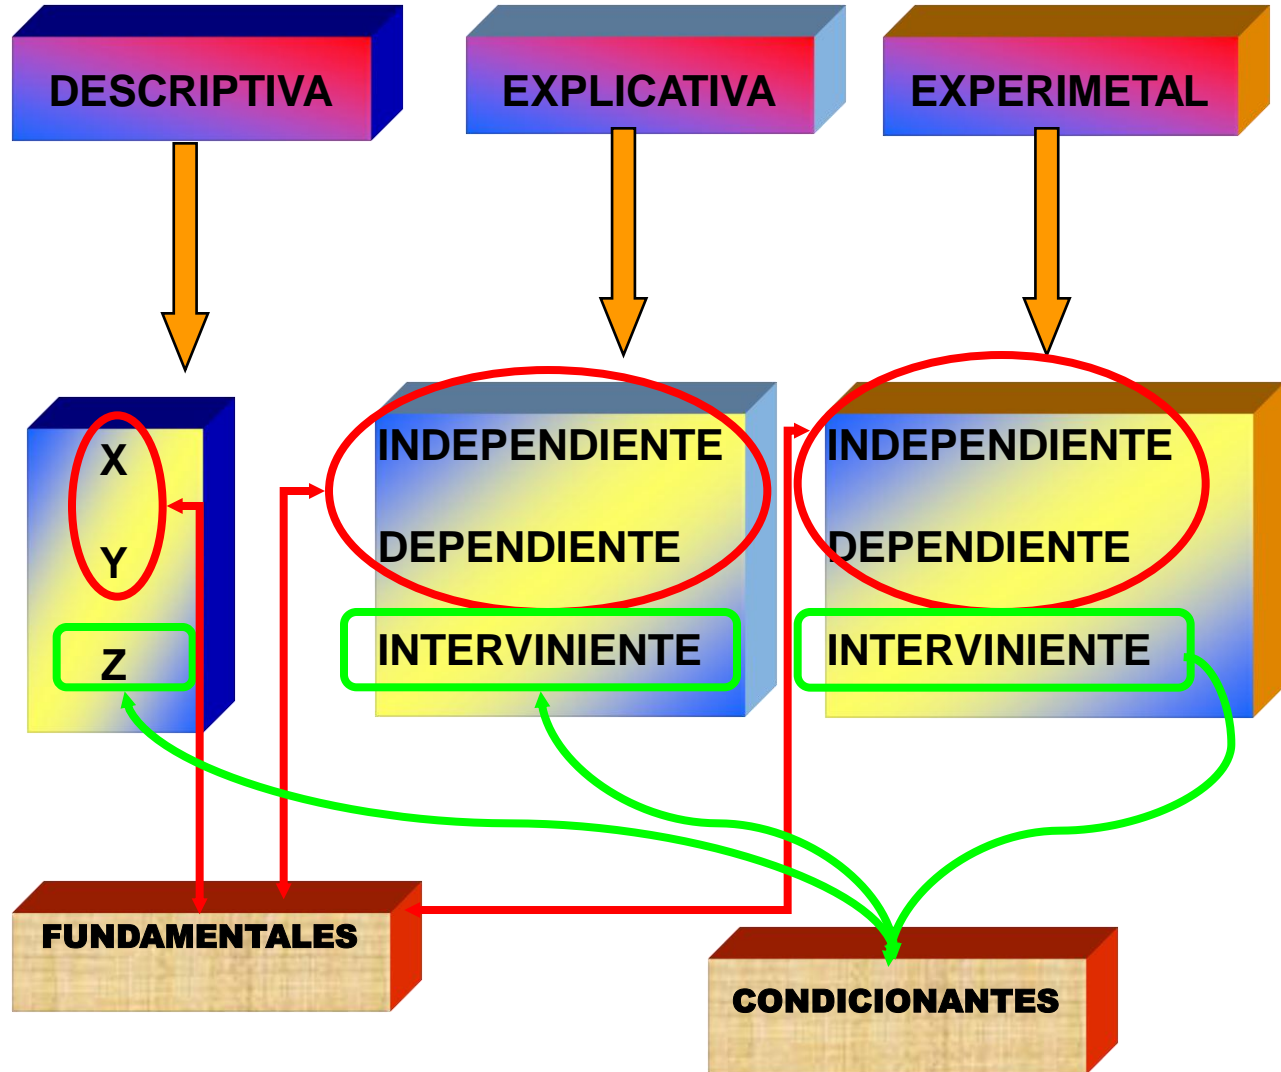 DESCRIPTIVA
EXPLICATIVA
EXPERIMETAL
X
Y
Z
INDEPENDIENTE
DEPENDIENTE
INTERVINIENTE
INDEPENDIENTE
DEPENDIENTE
INTERVINIENTE
FUNDAMENTALES
CONDICIONANTES